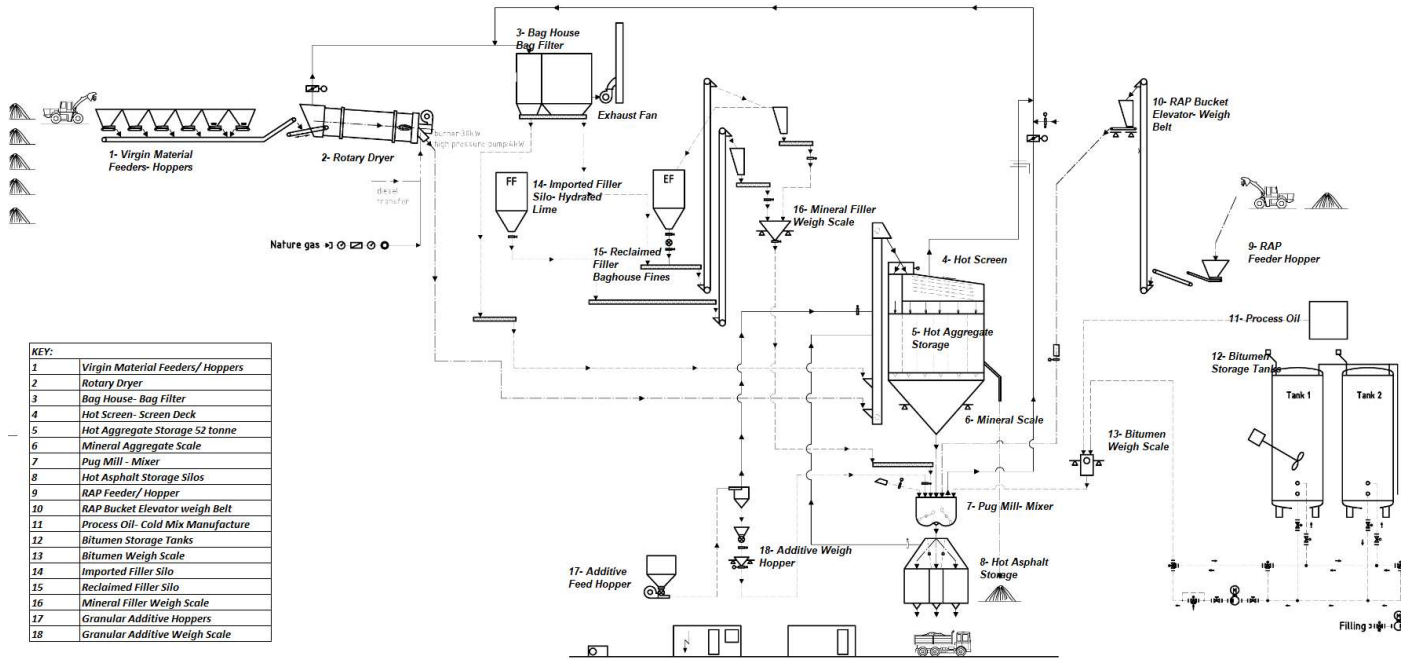 3- Bag House
Bag Filter
Exhaust Fan
1- Virgin Material
Feeders- Hoppers
2- Rotary Dryer
burner:38kW
high pressure pump:4kW
diesel
transfer
Nature gas
FF
14- Imported Filler
Silo- Hydrated
Lime
EF
15- Reclaimed
Filler
Baghouse Fines
16- Mineral Filler
Weigh Scale
4- Hot Screen
5- Hot Aggregate
Storage
6- Mineral Scale
10- RAP Bucket
Elevator- Weigh
Belt
9- RAP
Feeder Hopper
11- Process Oil
12- Bitumen
Storage Tanks
Tank 1
Tank 2
13- Bitumen
Weigh Scale
7- Pug Mill- Mixer
8- Hot Asphalt
Storage
17- Additive
Feed Hopper
18- Additive Weigh
Hopper
Filling
M
M
KEY:
1 Virgin Material Feeders/ Hoppers
2 Rotary Dryer
3 Bag House- Bag Filter
4 Hot Screen- Screen Deck
5 Hot Aggregate Storage 52 tonne
6 Mineral Aggregate Scale
7 Pug Mill - Mixer
8 Hot Asphalt Storage Silos
9 RAP Feeder/ Hopper
10 RAP Bucket Elevator weigh Belt
11 Process Oil- Cold Mix Manufacture
12 Bitumen Storage Tanks
13 Bitumen Weigh Scale
14 Imported Filler Silo
15 Reclaimed Filler Silo
16 Mineral Filler Weigh Scale
17 Granular Additive Hoppers
18 Granular Additive Weigh Scale